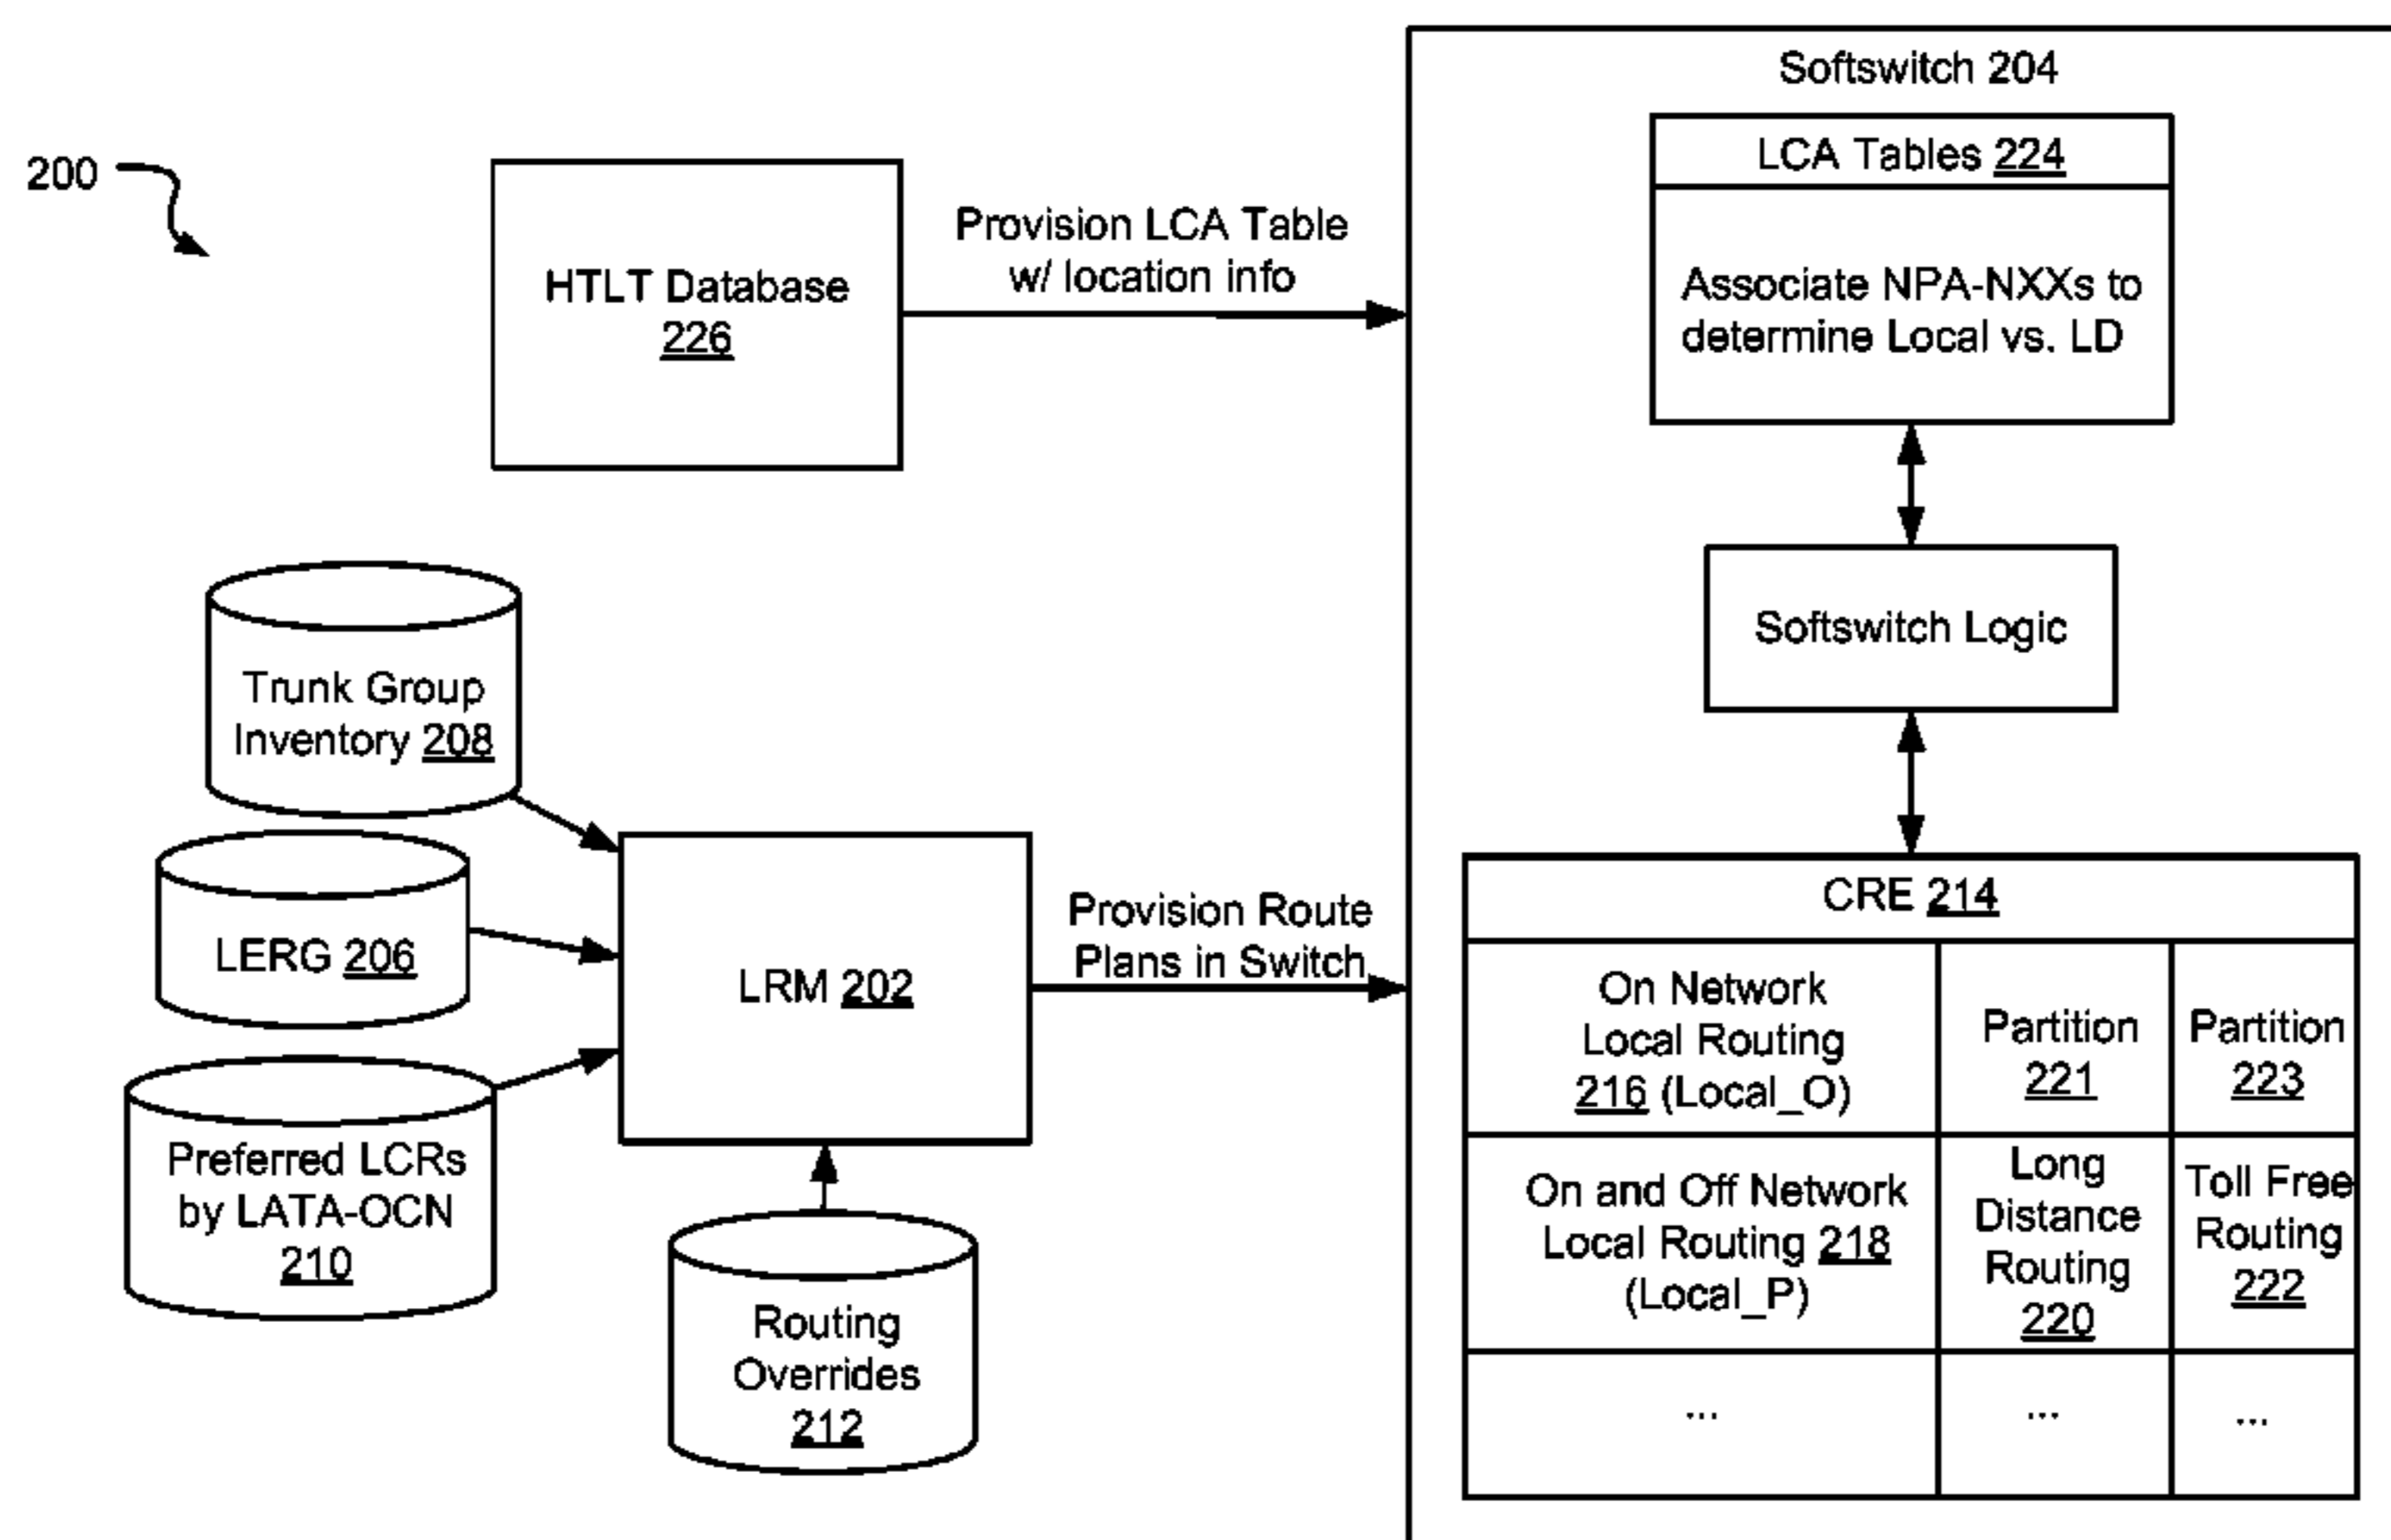 200
HTLT Database
226
Provision LCA Table
w/ location info
Softswitch 204
LCA Tables 224
Associate NPA-NXXs to
determine Local vs. LD
Softswitch Logic
Trunk Group
Inventory 208
LERG 206
Preferred LCRs
by LATA-OCN
210
LRM 202
Routing
Overrides
212
Provision Route
Plans in Switch
CRE 214
On Network
Local Routing
216 (Local_O)
Partition
221
Partition
223
On and Off Network
Local Routing 218
(Local_P)
Long
Distance
Routing
220
Toll Free
Routing
222
...
...
...